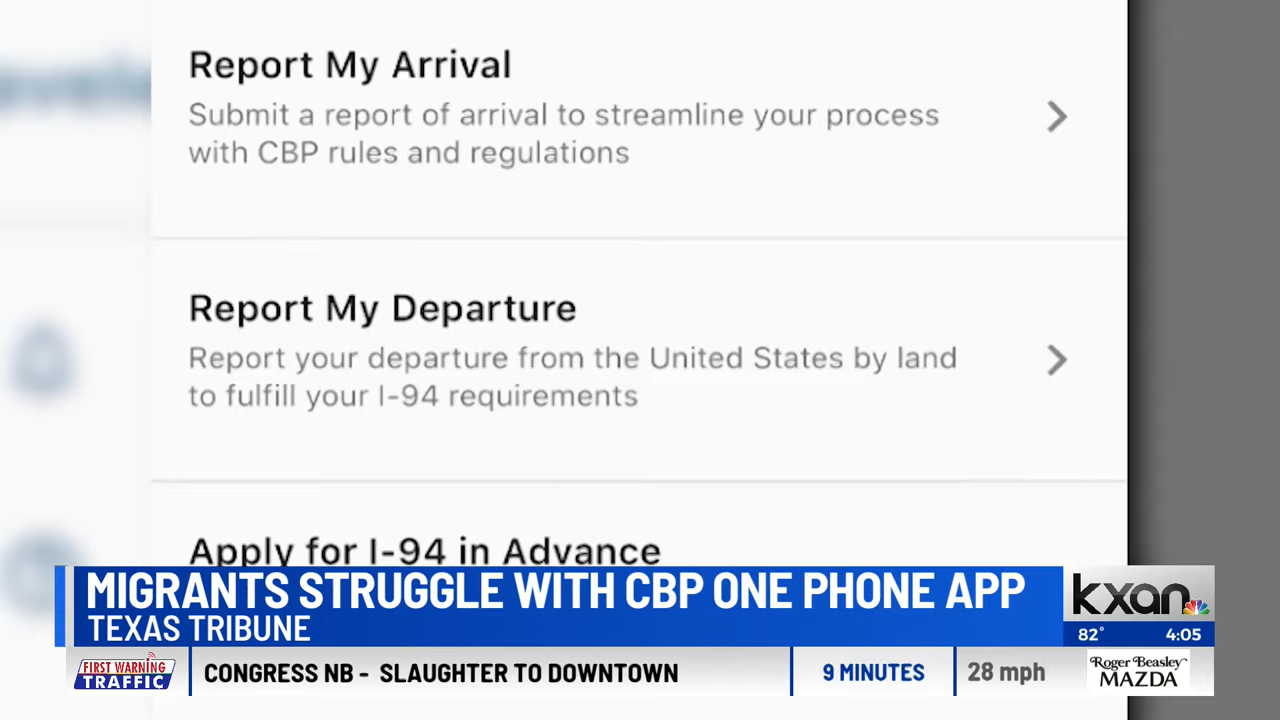 Report My Arrival
Submit a report of arrival to streamline your process
with CBP rules and regulations
Report My Departure
Report your departure from the United States by land
to fulfill your I-94 requirements
Apply for I-94 in Advance
MIGRANTS STRUGGLE WITH CBP ONE PHONE APP
TEXAS TRIBUNE
kxan
82° 4:05
FIRST WARNING
TRAFFIC
CONGRESS NB - SLAUGHTER TO DOWNTOWN
9 MINUTES
28 mph
Roger Beasley
MAZDA